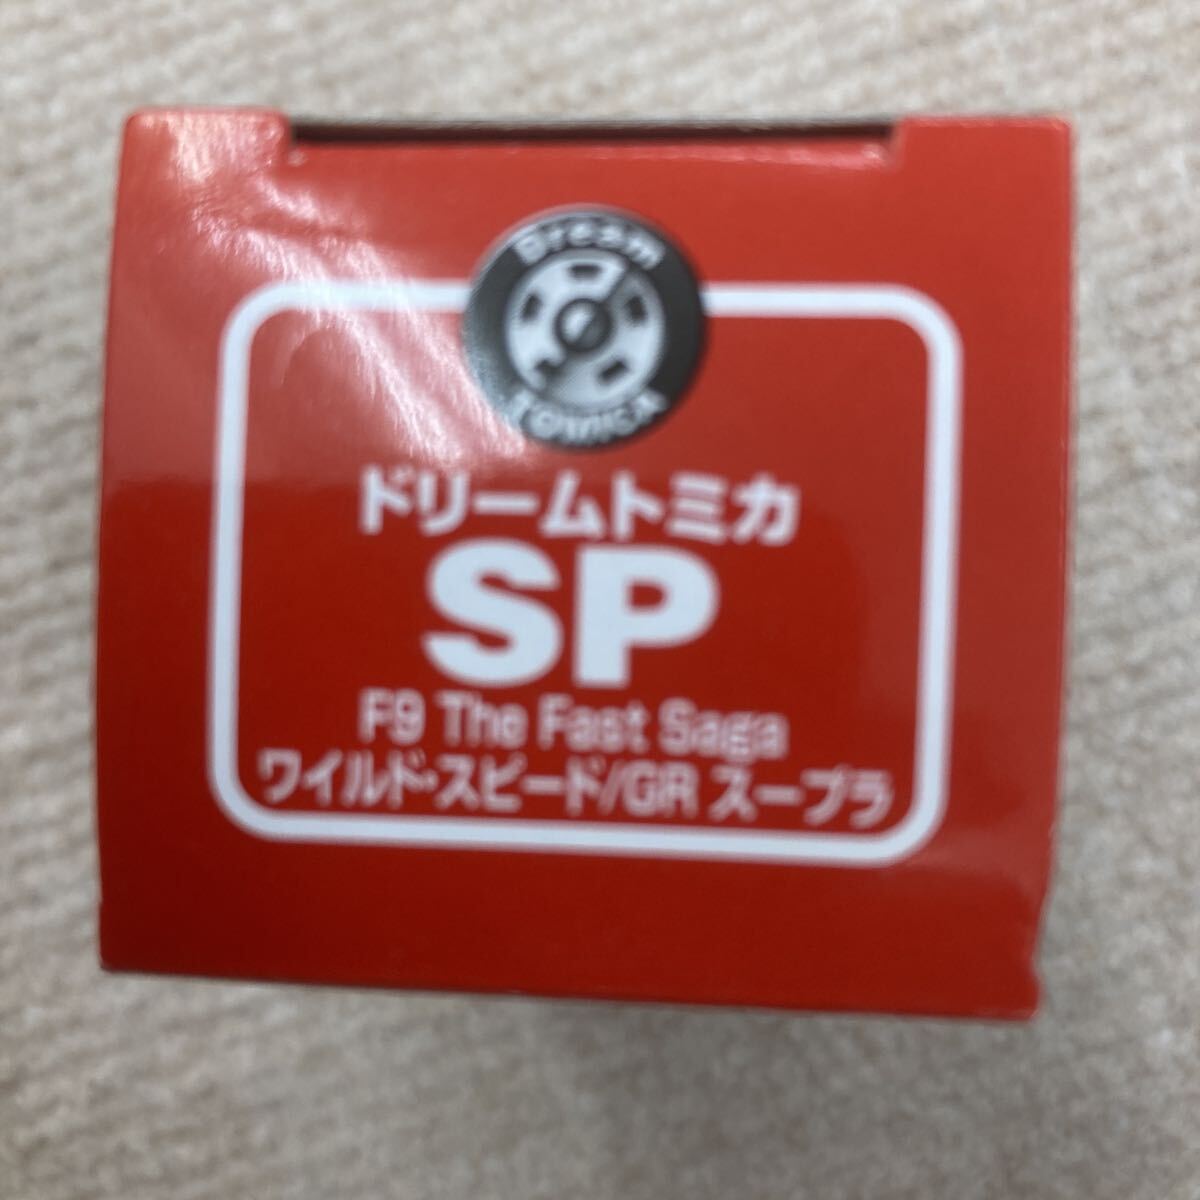 Dream
TOMICA
ドリームトミカ
SP
F9 The Fast Saga
ワイルド・スピード/GR スープラ